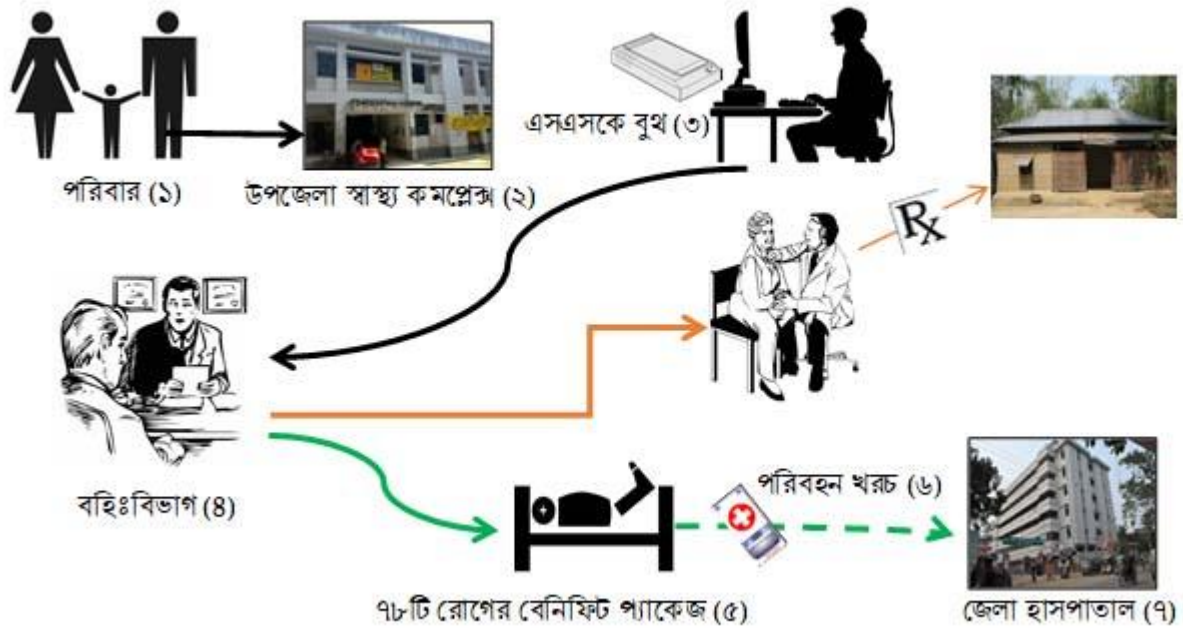 পরিবার (১)
উপজেলা স্বাস্থ্য কমপ্লেক্স (২)
এসএসকে বুথ (৩)
Rx
বহিঃবিভাগ (৪)
৭৮টি রোগের বেনিফিট প্যাকেজ (৫)
পরিবহন খরচ (৬)
জেলা হাসপাতাল (৭)